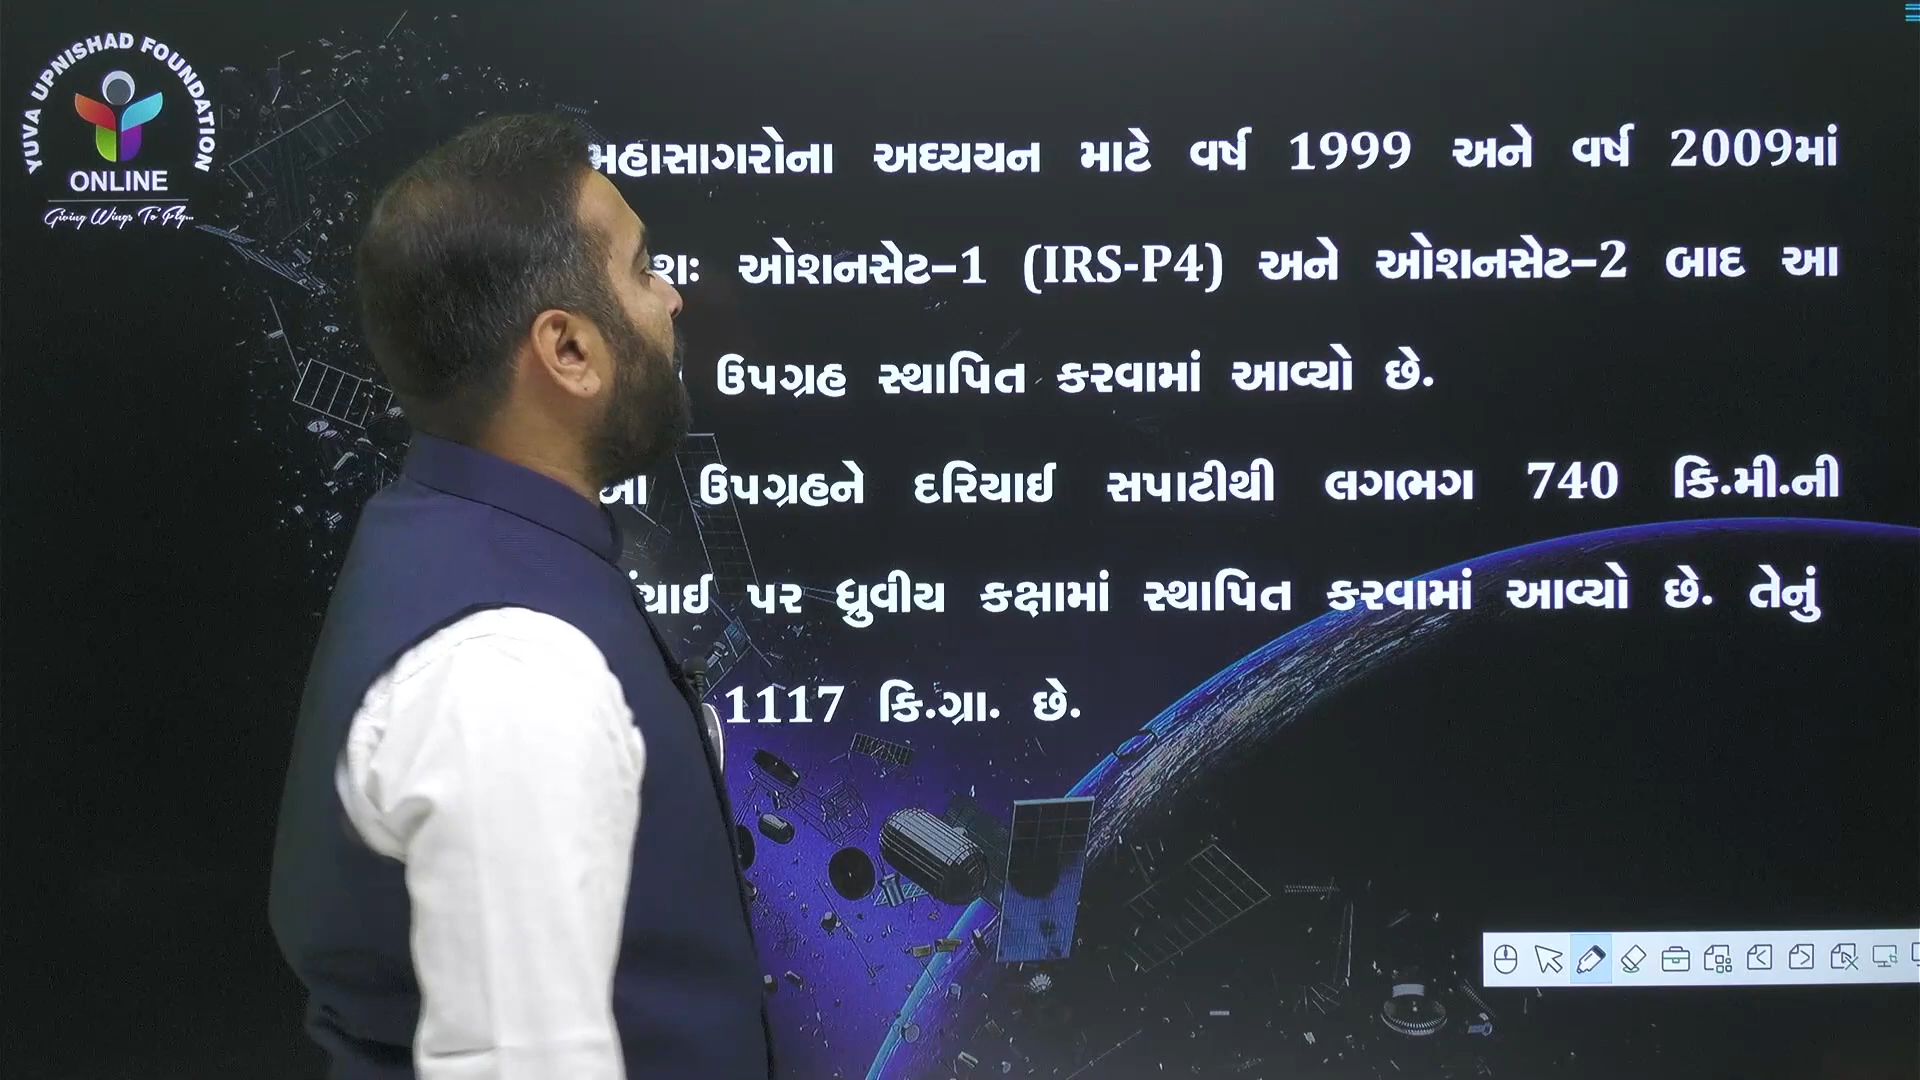 YUVA UPNISHAD FOUNDATION
ONLINE
Giving Wings To Fly...
મહાસાગરોના અધ્યયન માટે વર્ષ 1999 અને વર્ષ 2009માં
ઓશનસેટ–1 (IRS-P4) અને ઓશનસેટ–2 બાદ આ
ઉપગ્રહ સ્થાપિત કરવામાં આવ્યો છે.
આ ઉપગ્રહને દરિયાઈ સપાટીથી લગભગ 740 કિ.મી.ની
પર ધ્રુવીય કક્ષામાં સ્થાપિત કરવામાં આવ્યો છે. તેનું
1117 કિ.ગ્રા. છે.